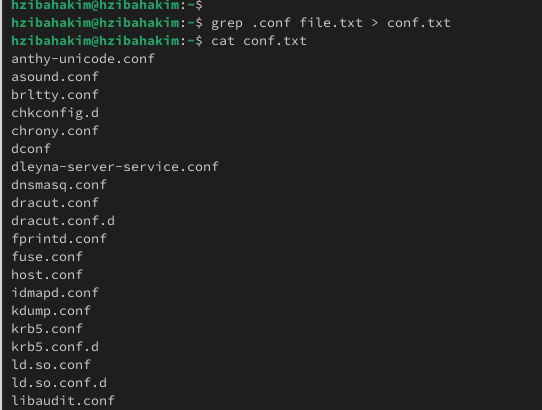 hzibahakim@hzibahakim:~$
hzibahakim@hzibahakim:~$ grep .conf file.txt > conf.txt
hzibahakim@hzibahakim:~$ cat conf.txt
anthy-unicode.conf
asound.conf
brltty.conf
chkconfig.d
chrony.conf
dconf
dleyna-server-service.conf
dnsmasq.conf
dracut.conf
dracut.conf.d
fprintd.conf
fuse.conf
host.conf
idmapd.conf
kdump.conf
krb5.conf
krb5.conf.d
ld.so.conf
ld.so.conf.d
libaudit.conf